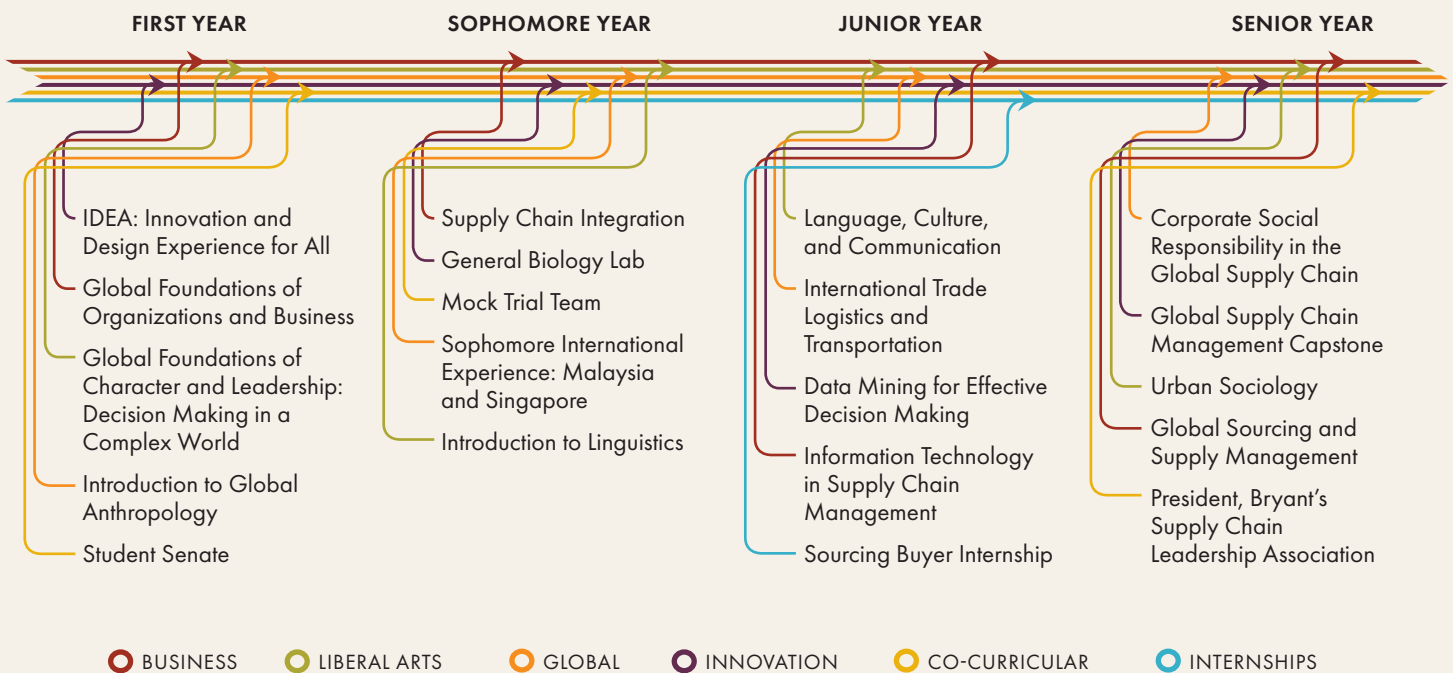 FIRST YEAR
SOPHOMORE YEAR
JUNIOR YEAR
SENIOR YEAR
IDEA: Innovation and
Design Experience for All
Global Foundations of
Organizations and Business
Global Foundations of
Character and Leadership:
Decision Making in a
Complex World
Introduction to Global
Anthropology
Student Senate
Supply Chain Integration
General Biology Lab
Mock Trial Team
Sophomore International
Experience: Malaysia
and Singapore
Introduction to Linguistics
Language, Culture,
and Communication
International Trade
Logistics and
Transportation
Data Mining for Effective
Decision Making
Information Technology
in Supply Chain
Management
Sourcing Buyer Internship
Corporate Social
Responsibility in the
Global Supply Chain
Global Supply Chain
Management Capstone
Urban Sociology
Global Sourcing and
Supply Management
President, Bryant’s
Supply Chain
Leadership Association
BUSINESS
LIBERAL ARTS
GLOBAL
INNOVATION
CO-CURRICULAR
INTERNSHIPS